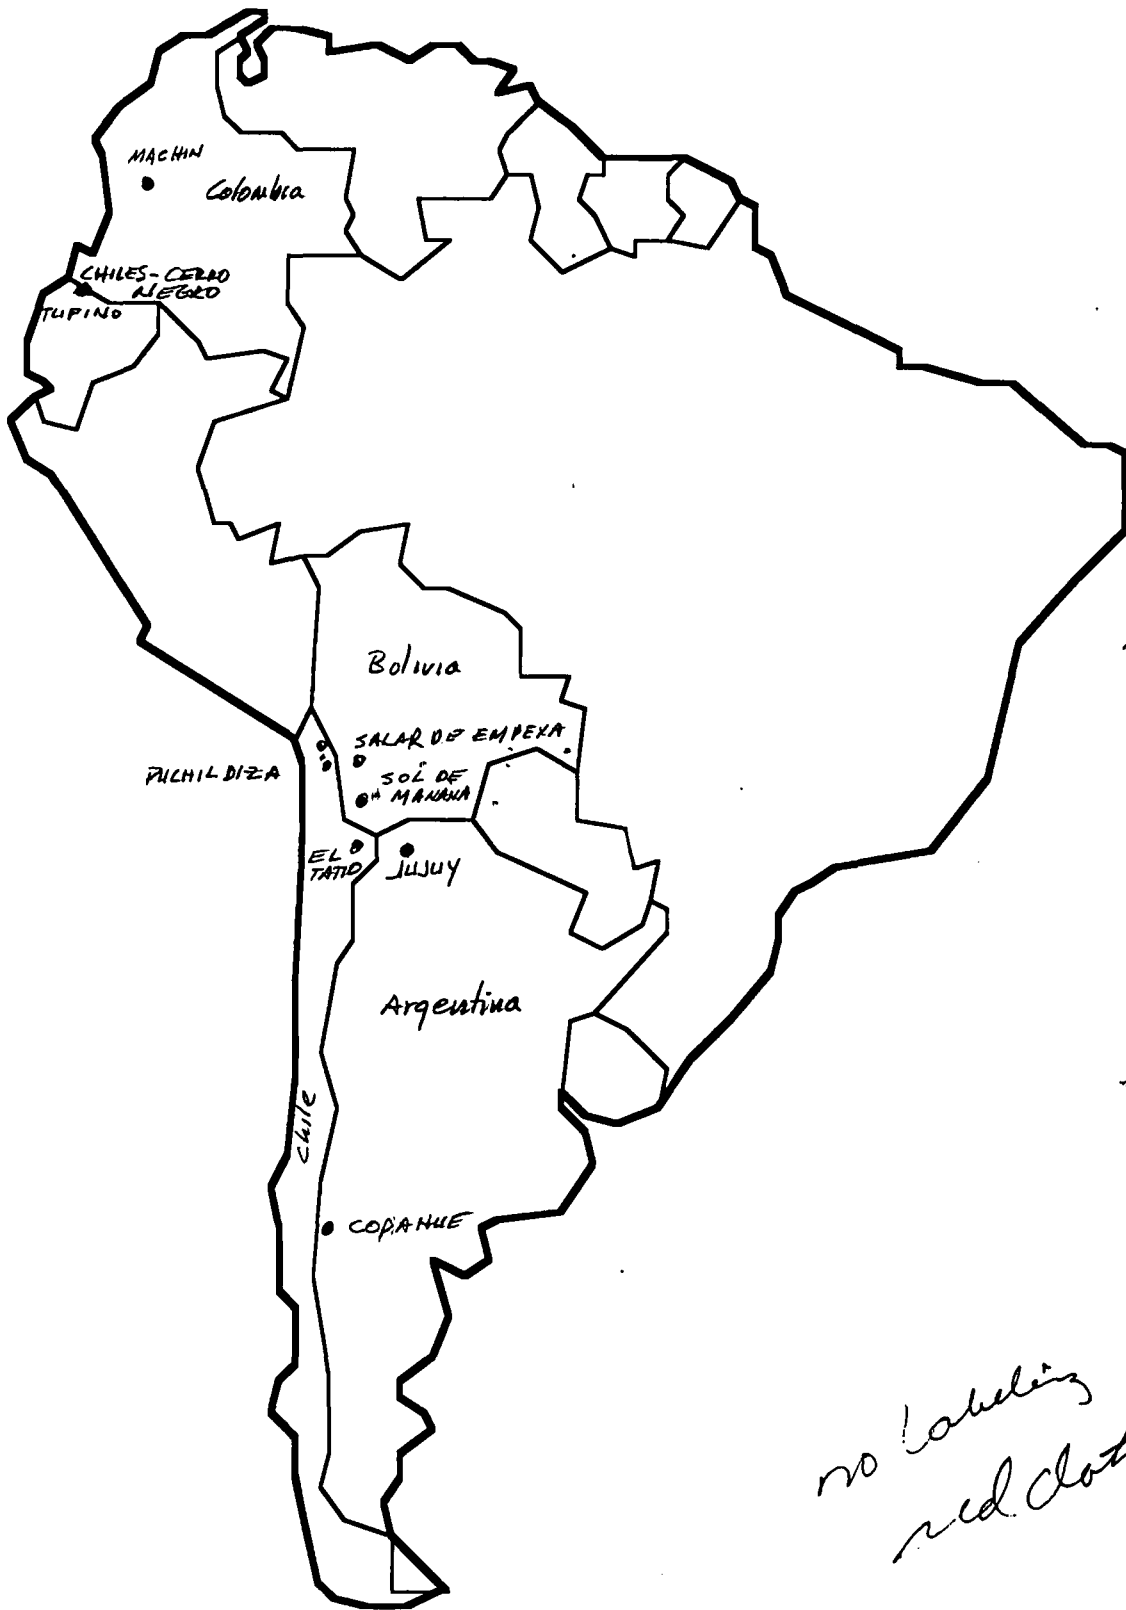 MACHIN
Colombia
CHILES-CERRO
NEGRO
TUFINO
Bolivia
SALAR DE EMPEXA
PUCHILDIZA
SOL DE
MANANA
EL
TATIO
JUJUY
Argentina
Chile
COPAHUE
no labeling
red dot